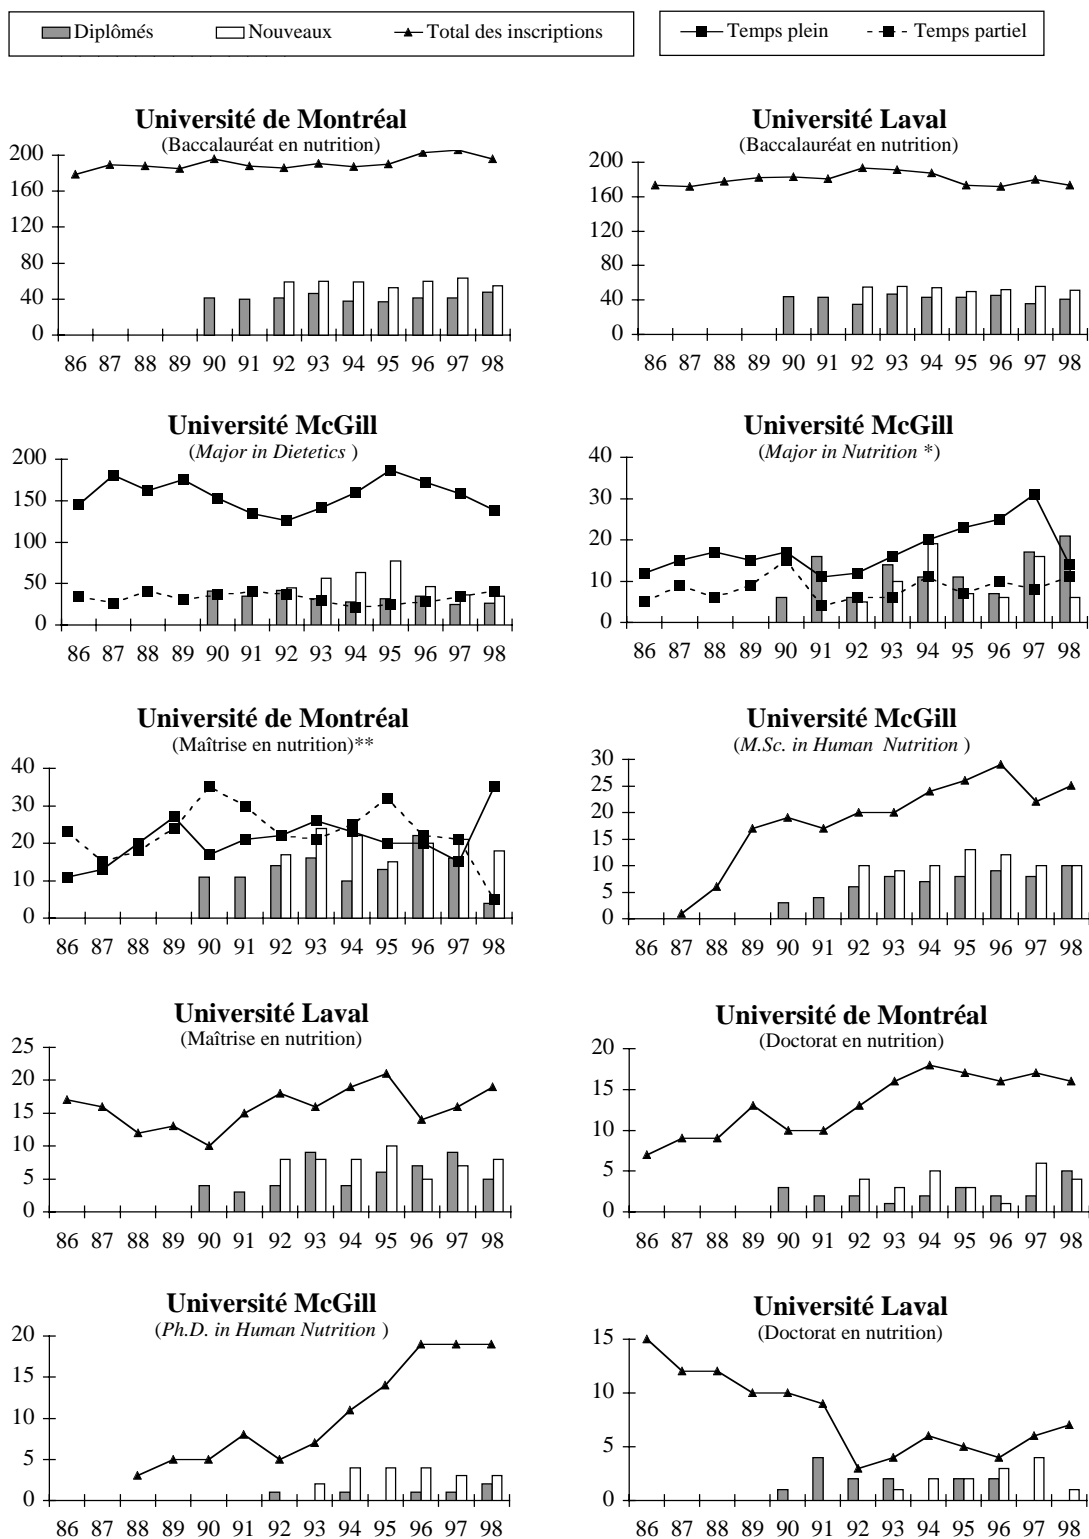 Diplômés Nouveaux Total des inscriptions Temps plein Temps partiel
Université de Montréal
(Baccalauréat en nutrition)
200
160
120
80
40
0
86 87 88 89 90 91 92 93 94 95 96 97 98
Université Laval
(Baccalauréat en nutrition)
200
160
120
80
40
0
86 87 88 89 90 91 92 93 94 95 96 97 98
Université McGill
(Major in Dietetics )
200
150
100
50
0
86 87 88 89 90 91 92 93 94 95 96 97 98
Université McGill
(Major in Nutrition *)
40
30
20
10
0
86 87 88 89 90 91 92 93 94 95 96 97 98
Université de Montréal
(Maîtrise en nutrition)**
40
30
20
10
0
86 87 88 89 90 91 92 93 94 95 96 97 98
Université McGill
(M.Sc. in Human Nutrition )
30
25
20
15
10
5
0
86 87 88 89 90 91 92 93 94 95 96 97 98
Université Laval
(Maîtrise en nutrition)
25
20
15
10
5
0
86 87 88 89 90 91 92 93 94 95 96 97 98
Université de Montréal
(Doctorat en nutrition)
20
15
10
5
0
86 87 88 89 90 91 92 93 94 95 96 97 98
Université McGill
(Ph.D. in Human Nutrition )
20
15
10
5
0
86 87 88 89 90 91 92 93 94 95 96 97 98
Université Laval
(Doctorat en nutrition)
15
10
5
0
86 87 88 89 90 91 92 93 94 95 96 97 98